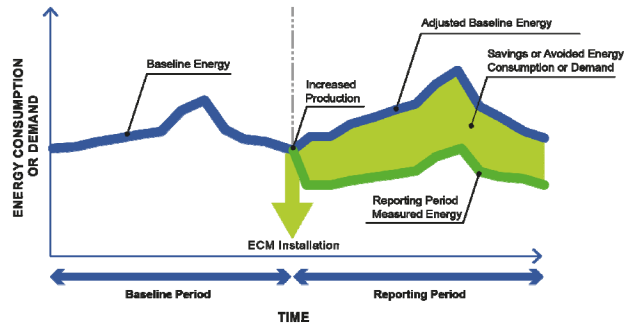 Adjusted Baseline Energy
Savings or Avoided Energy
Consumption or Demand
Baseline Energy
Increased
Production
ENERGY CONSUMPTION
OR DEMAND
Reporting Period
Measured Energy
ECM Installation
Baseline Period
Reporting Period
TIME